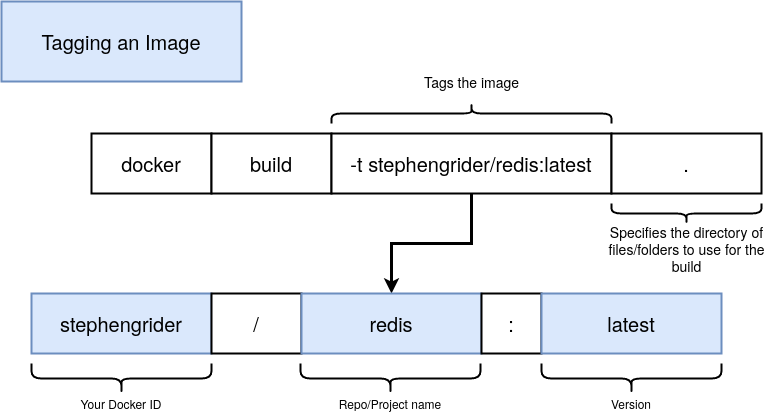 Tagging an Image
Tags the image
docker build -t stephengrider/redis:latest .
Specifies the directory of
files/folders to use for the
build
stephengrider / redis : latest
Your Docker ID Repo/Project name Version